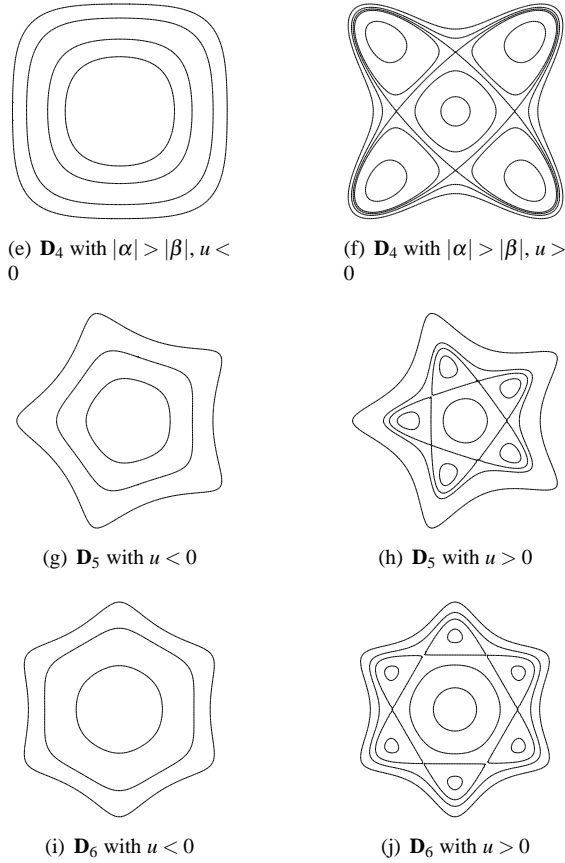 (e) D₄ with |α| > |β|, u <
0
(f) D₄ with |α| > |β|, u >
0
(g) D₅ with u < 0
(h) D₅ with u > 0
(i) D₆ with u < 0
(j) D₆ with u > 0